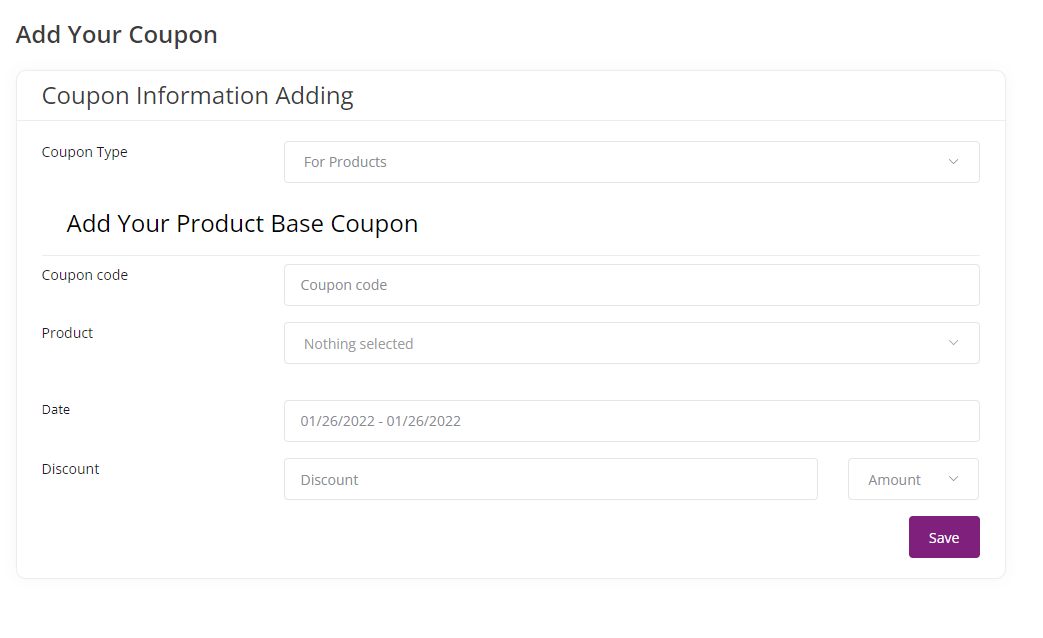 Add Your Coupon
Coupon Information Adding
Coupon Type
For Products
Add Your Product Base Coupon
Coupon code
Coupon code
Product
Nothing selected
Date
01/26/2022 - 01/26/2022
Discount
Discount
Amount
Save